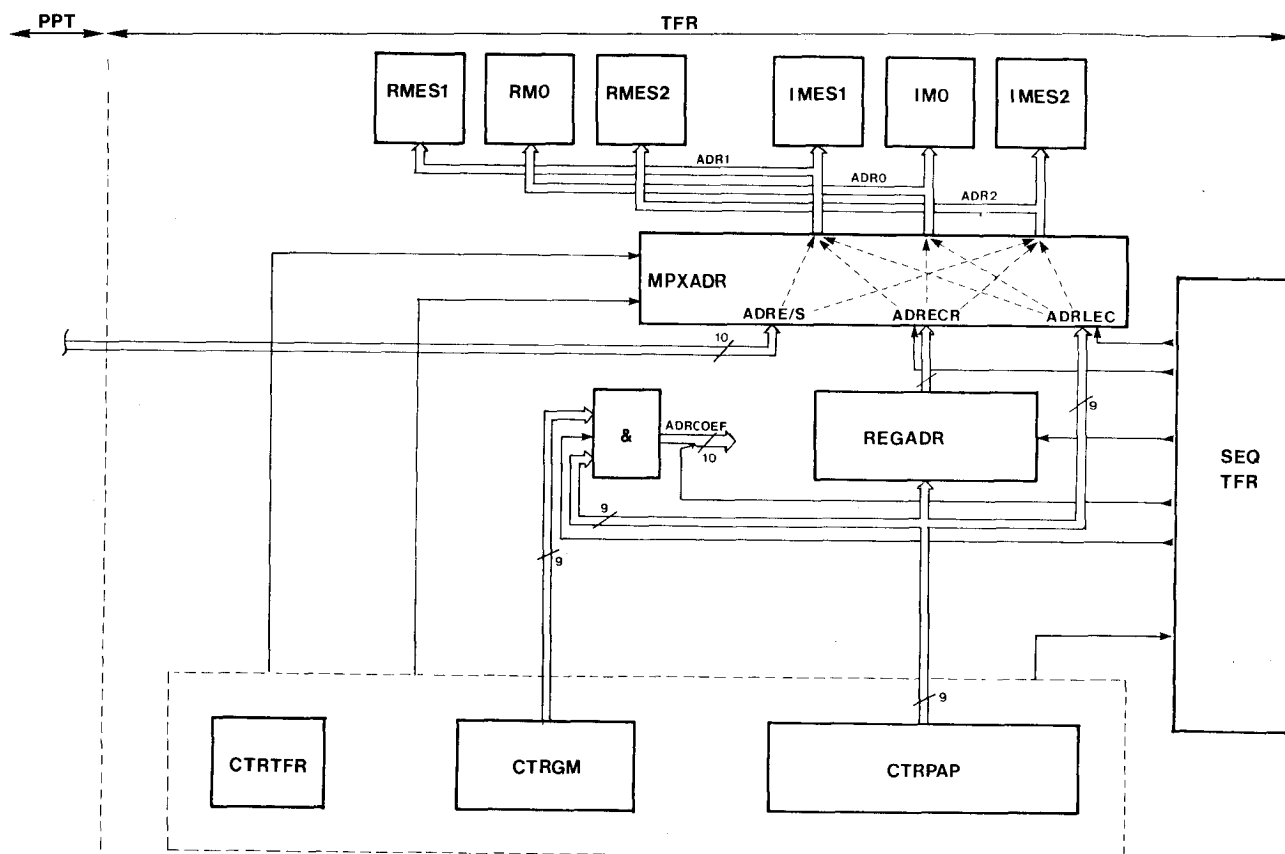 PPT TFR
RMES1 RM0 RMES2 IMES1 IM0 IMES2
ADR1
ADR0
ADR2
MPXADR
ADRE/S ADRECR ADRLEC
10
9
& ADRCOEF
10
REGADR
SEQ
TFR
9
9
9
CTRTFR CTRGM CTRPAP